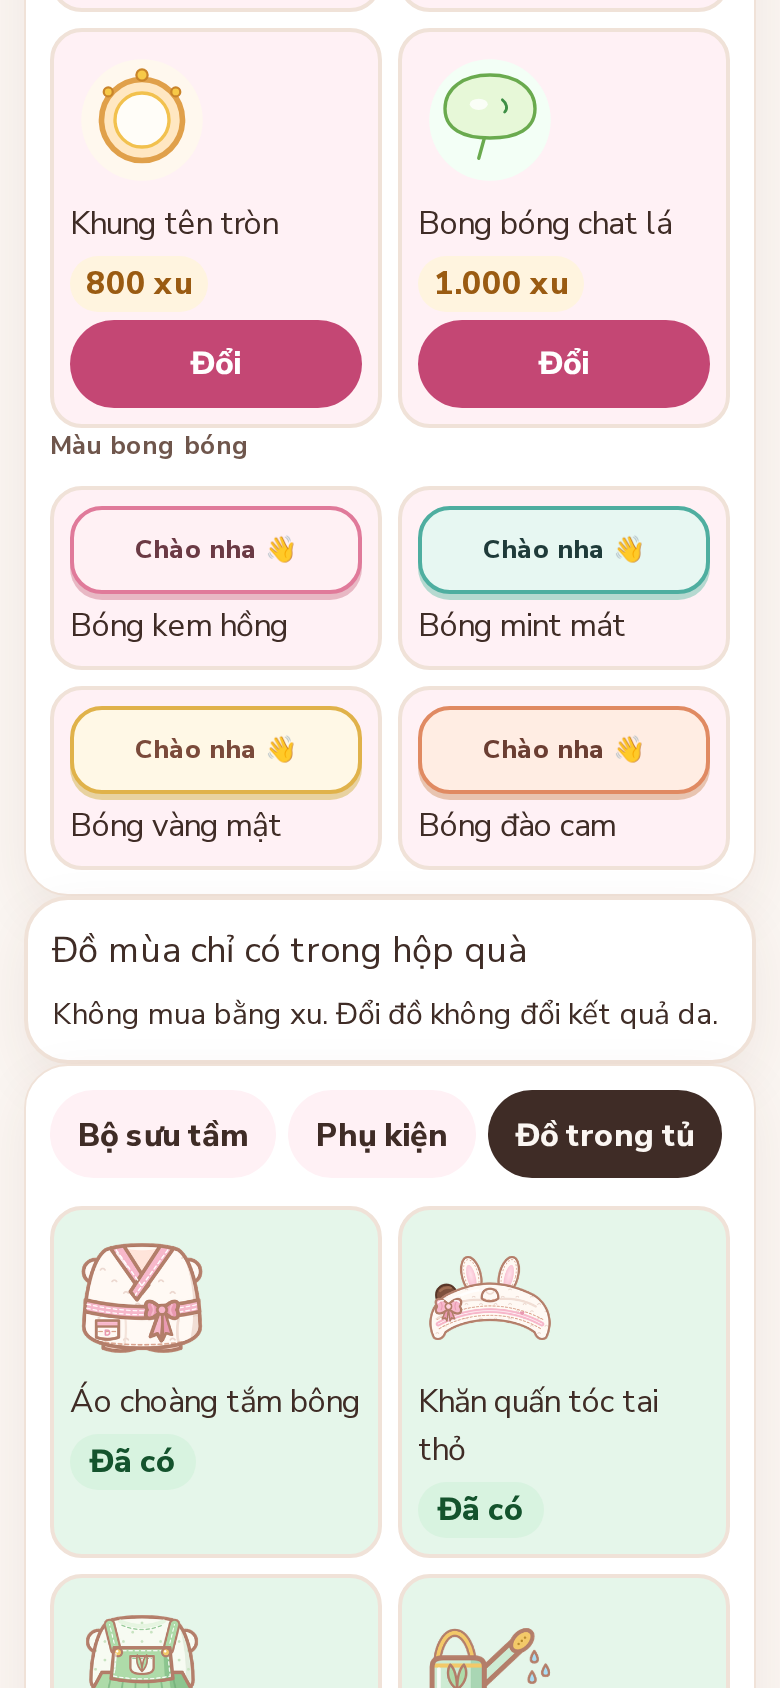 Khung tên tròn
Bong bóng chat lá
800 xu
1.000 xu
Đổi
Đổi
Màu bong bóng
Chào nha 👋
Chào nha 👋
Bóng kem hồng
Bóng mint mát
Chào nha 👋
Chào nha 👋
Bóng vàng mật
Bóng đào cam
Đồ mùa chỉ có trong hộp quà
Không mua bằng xu. Đổi đồ không đổi kết quả da.
Bộ sưu tầm
Phụ kiện
Đồ trong tủ
Áo choàng tắm bông
Đã có
Khăn quấn tóc tai
thỏ
Đã có